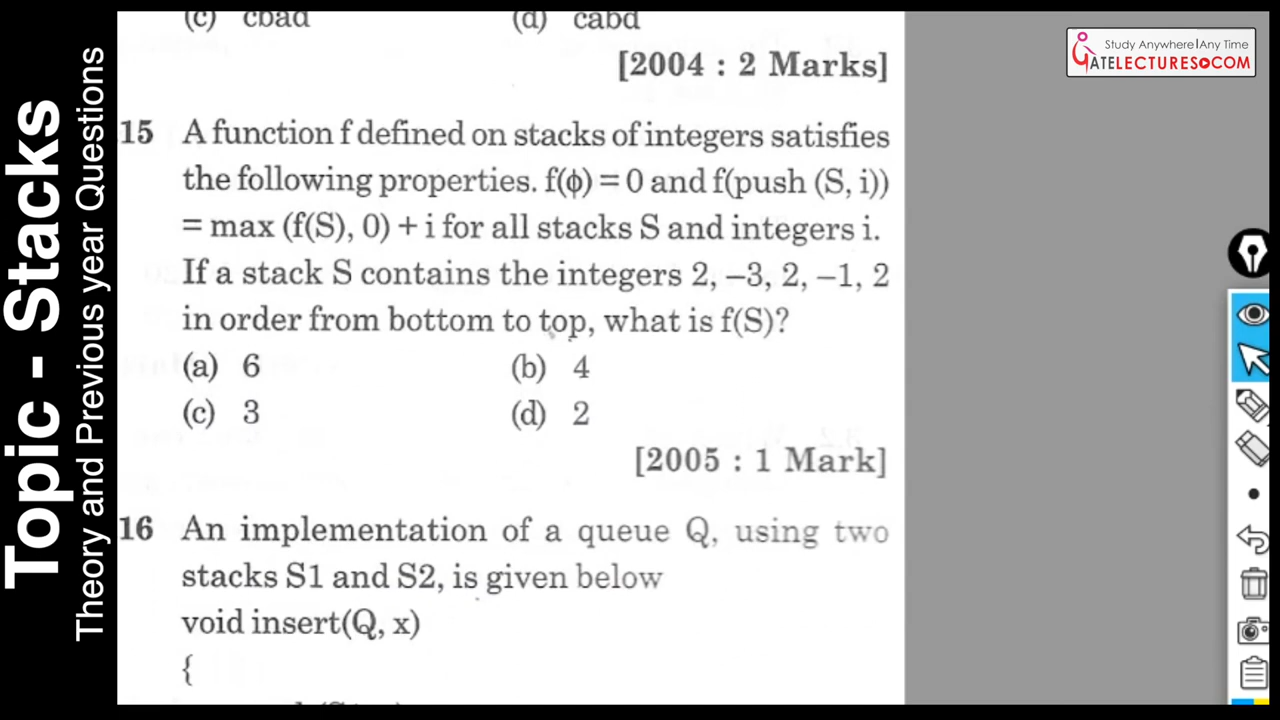 Topic - Stacks
Theory and Previous year Questions
(c) cbad (d) cabd
[2004 : 2 Marks]
15 A function f defined on stacks of integers satisfies
the following properties. f(ϕ) = 0 and f(push (S, i))
= max (f(S), 0) + i for all stacks S and integers i.
If a stack S contains the integers 2, –3, 2, –1, 2
in order from bottom to top, what is f(S)?
(a) 6 (b) 4
(c) 3 (d) 2
[2005 : 1 Mark]
16 An implementation of a queue Q, using two
stacks S1 and S2, is given below
void insert(Q, x)
{
Study Anywhere|Any Time
GATELECTURES.COM